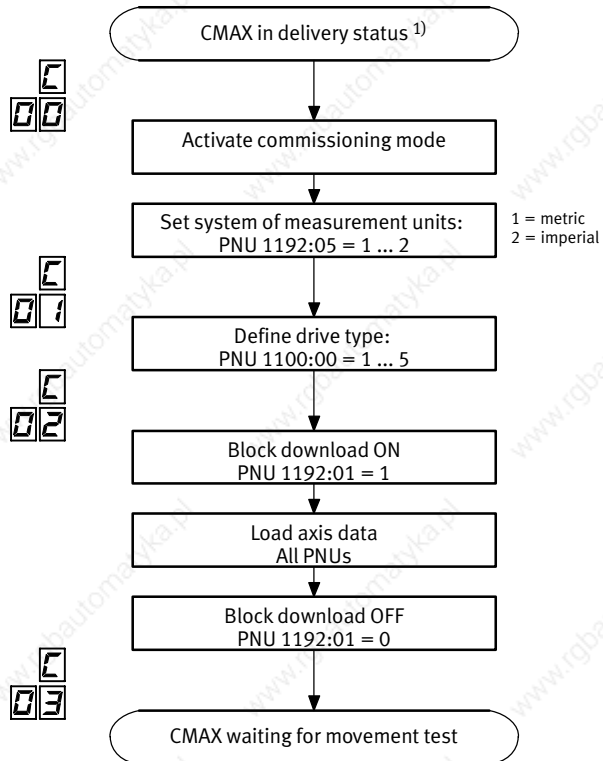 CMAX in delivery status 1)
C
00
Activate commissioning mode
Set system of measurement units:
PNU 1192:05 = 1 ... 2
1 = metric
2 = imperial
C
01
Define drive type:
PNU 1100:00 = 1 ... 5
C
02
Block download ON
PNU 1192:01 = 1
Load axis data
All PNUs
Block download OFF
PNU 1192:01 = 0
C
03
CMAX waiting for movement test
www.rgbautomatyka.pl